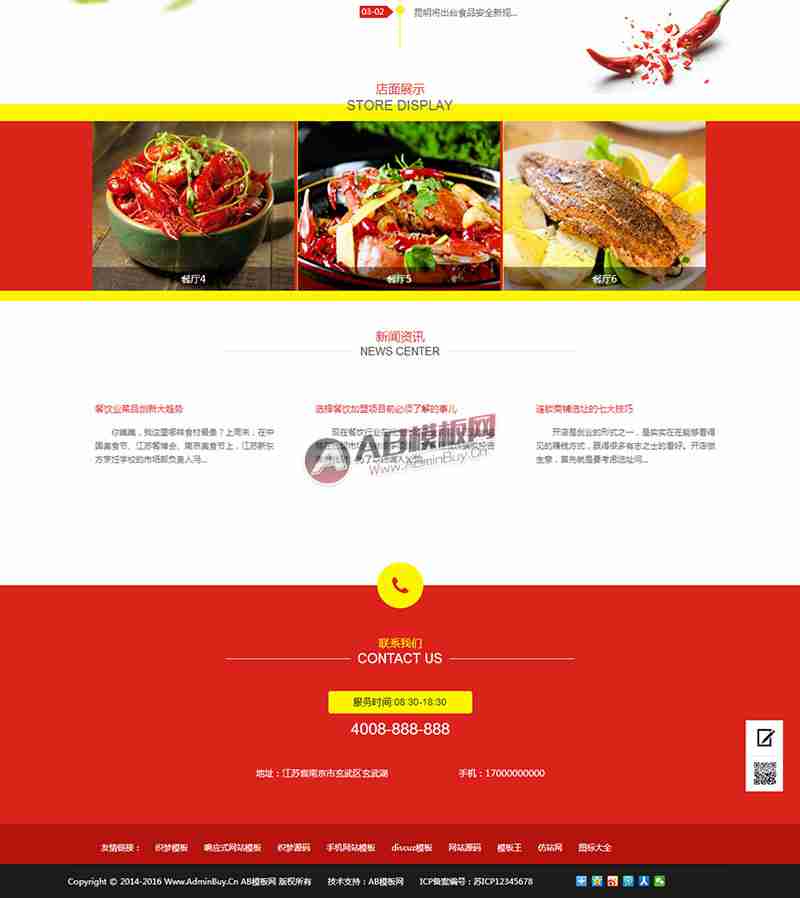 03-02 昆明将出台食品安全新规...
店面展示
STORE DISPLAY
餐厅4
餐厅5
餐厅6
新闻资讯
NEWS CENTER
餐饮业菜品创新大趋势
你瞧瞧，我这里哪样食材最贵？上周末，在中
国美食节、江苏餐博会、南京美食节上，江苏新东
方烹饪学校的市场部负责人冯...
选择餐饮加盟项目前必须了解的事儿
现在餐饮行业
AB模板网
Www.AdminBuy.Cn
连锁商铺选址的七大技巧
开店是创业的形式之一，是实实在在能够看得
见的赚钱方式，获得很多有志之士的看好。开店做
生意，首先就是要考虑选址问...
联系我们
CONTACT US
服务时间:08:30-18:30
4008-888-888
地址：江苏省南京市玄武区玄武湖 手机：17000000000
友情链接： 织梦模板 响应式网站模板 织梦源码 手机网站模板 discuz模板 网站源码 模板王 仿站网 图标大全
Copyright © 2014-2016 Www.AdminBuy.Cn AB模板网 版权所有 技术支持：AB模板网 ICP备案编号：苏ICP12345678